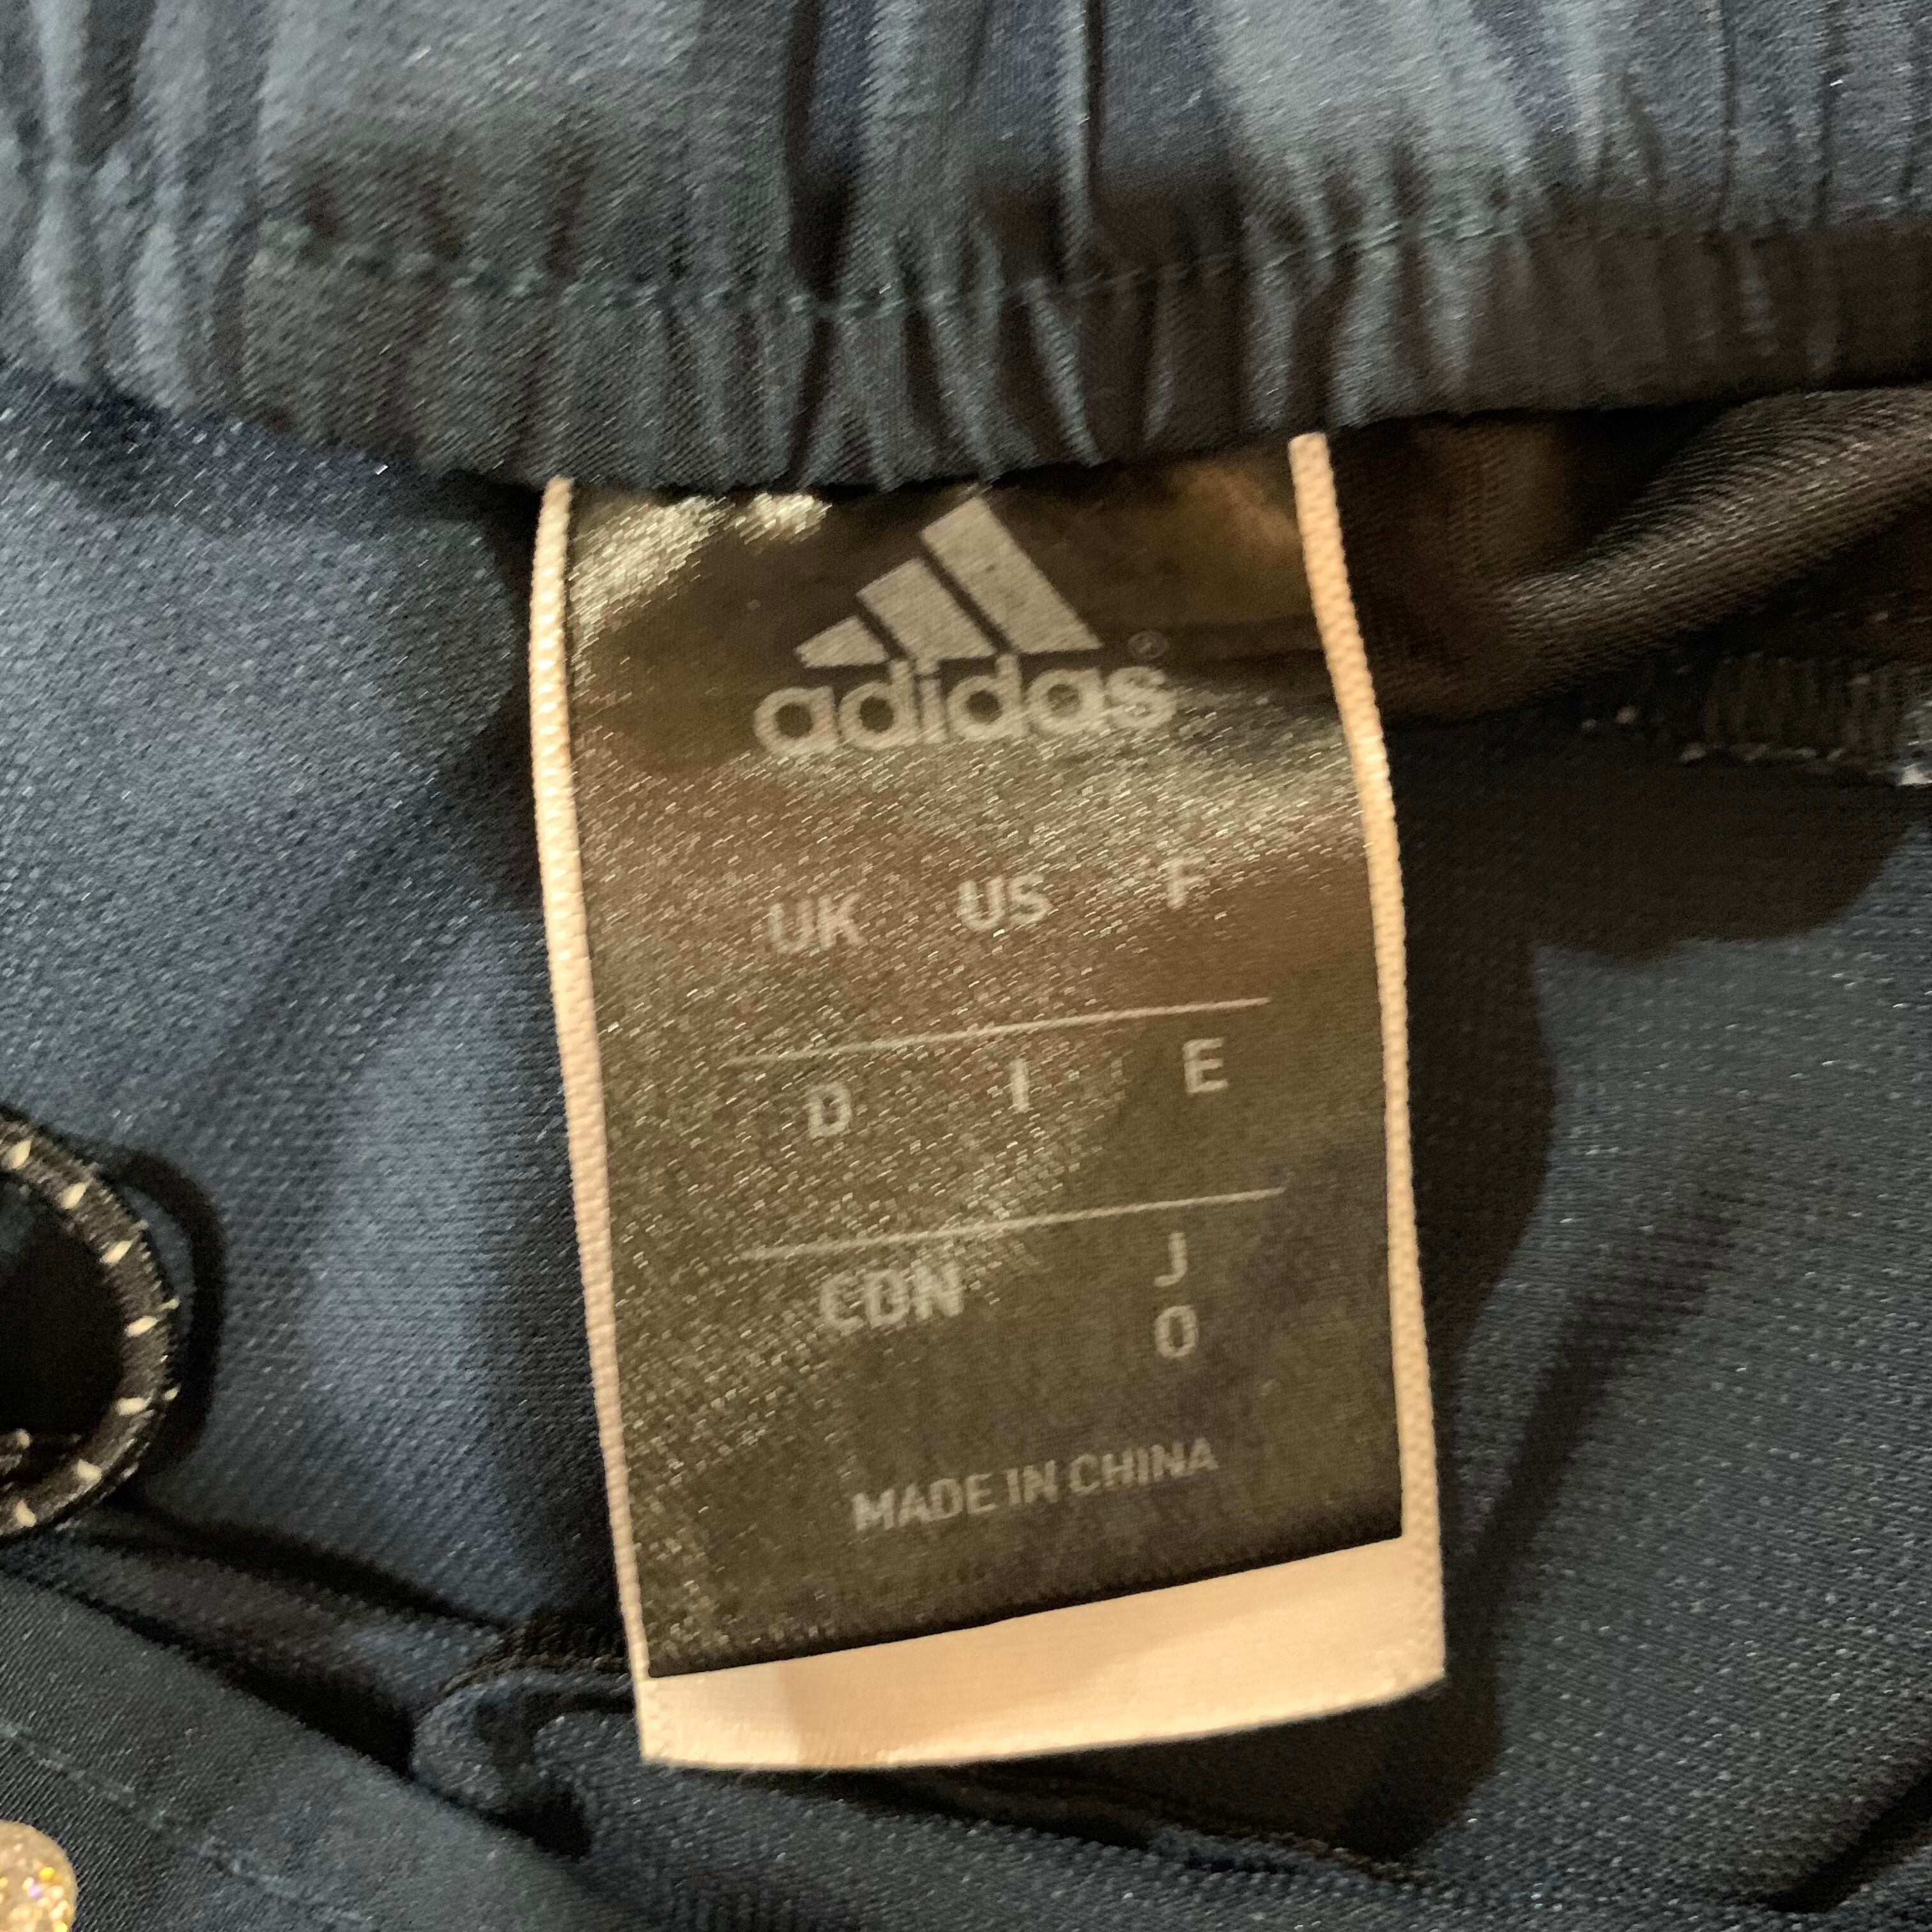 adidas®
UK US F
D I E
CDN J
O
MADE IN CHINA